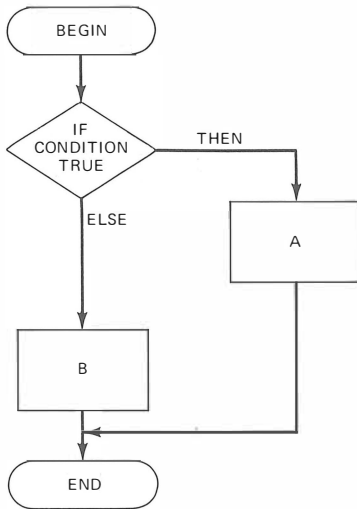 BEGIN
IF
CONDITION
TRUE
THEN
ELSE
A
B
END